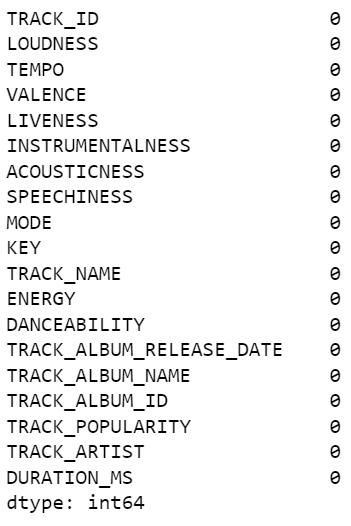 TRACK_ID 0
LOUDNESS 0
TEMPO 0
VALENCE 0
LIVENESS 0
INSTRUMENTALNESS 0
ACOUSTICNESS 0
SPEECHINESS 0
MODE 0
KEY 0
TRACK_NAME 0
ENERGY 0
DANCEABILITY 0
TRACK_ALBUM_RELEASE_DATE 0
TRACK_ALBUM_NAME 0
TRACK_ALBUM_ID 0
TRACK_POPULARITY 0
TRACK_ARTIST 0
DURATION_MS 0
dtype: int64